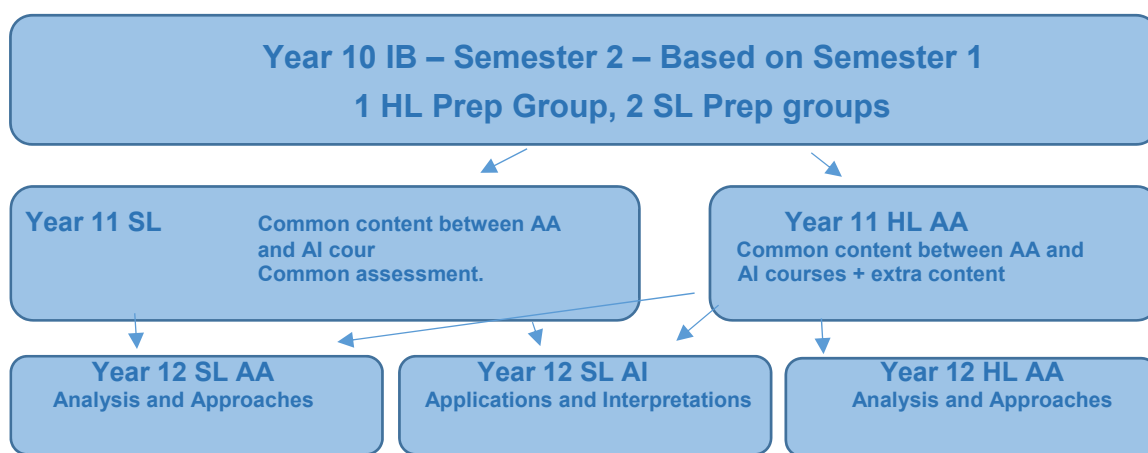 Year 10 IB – Semester 2 – Based on Semester 1
1 HL Prep Group, 2 SL Prep groups
Year 11 SL
Common content between AA
and AI cour
Common assessment.
Year 11 HL AA
Common content between AA and
AI courses + extra content
Year 12 SL AA
Analysis and Approaches
Year 12 SL AI
Applications and Interpretations
Year 12 HL AA
Analysis and Approaches